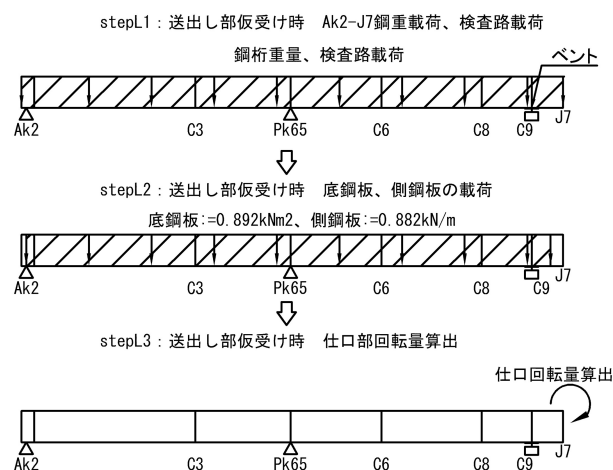 stepL1：送出し部仮受け時　Ak2-J7鋼重載荷、検査路載荷
鋼桁重量、検査路載荷
ベント
Ak2 C3 Pk65 C6 C8 C9 J7
stepL2：送出し部仮受け時　底鋼板、側鋼板の載荷
底鋼板:=0.892kNm2、側鋼板:=0.882kN/m
Ak2 C3 Pk65 C6 C8 C9 J7
stepL3：送出し部仮受け時　仕口部回転量算出
仕口回転量算出
Ak2 C3 Pk65 C6 C8 C9 J7